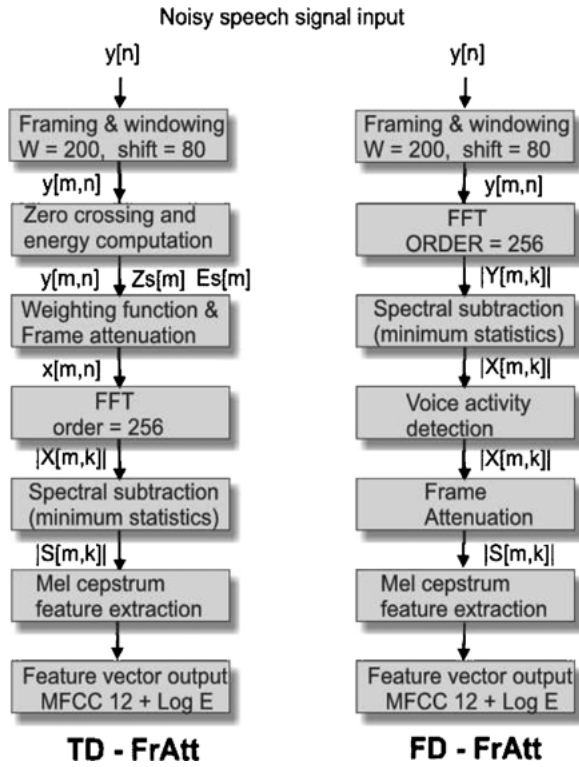 Noisy speech signal input
y[n]
Framing & windowing
W = 200, shift = 80
y[m,n]
Zero crossing and
energy computation
y[m,n] Zs[m] Es[m]
Weighting function &
Frame attenuation
x[m,n]
FFT
order = 256
|X[m,k]|
Spectral subtraction
(minimum statistics)
|S[m,k]|
Mel cepstrum
feature extraction
Feature vector output
MFCC 12 + Log E
TD - FrAtt
y[n]
Framing & windowing
W = 200, shift = 80
y[m,n]
FFT
ORDER = 256
|Y[m,k]|
Spectral subtraction
(minimum statistics)
|X[m,k]|
Voice activity
detection
|X[m,k]|
Frame
Attenuation
|S[m,k]|
Mel cepstrum
feature extraction
Feature vector output
MFCC 12 + Log E
FD - FrAtt